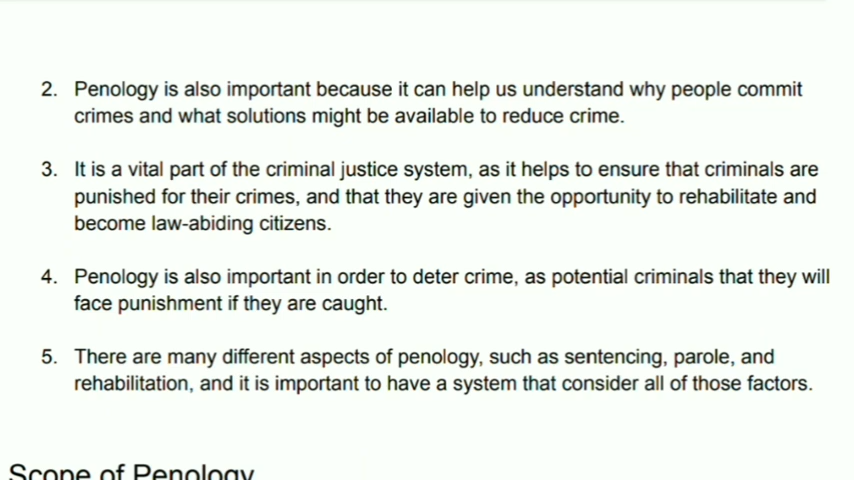 2. Penology is also important because it can help us understand why people commit
crimes and what solutions might be available to reduce crime.
3. It is a vital part of the criminal justice system, as it helps to ensure that criminals are
punished for their crimes, and that they are given the opportunity to rehabilitate and
become law-abiding citizens.
4. Penology is also important in order to deter crime, as potential criminals that they will
face punishment if they are caught.
5. There are many different aspects of penology, such as sentencing, parole, and
rehabilitation, and it is important to have a system that consider all of those factors.
Scope of Penology